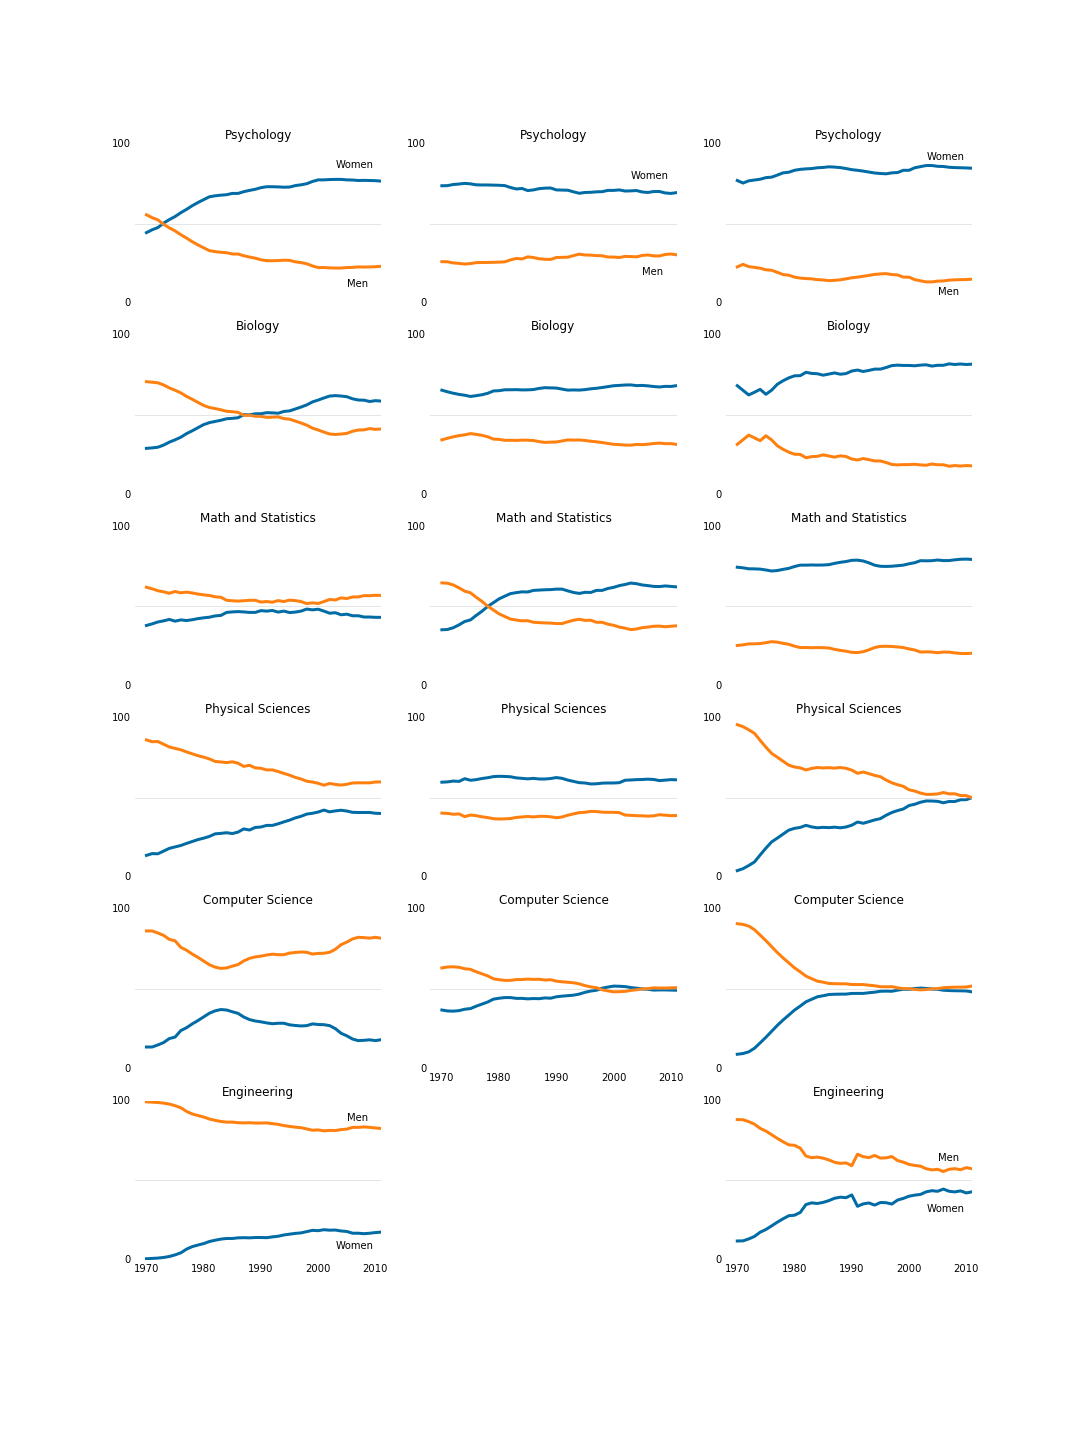 Psychology Psychology Psychology
100 100 100
Women Women Women
Men Men Men
0 0 0
Biology Biology Biology
100 100 100
0 0 0
Math and Statistics Math and Statistics Math and Statistics
100 100 100
0 0 0
Physical Sciences Physical Sciences Physical Sciences
100 100 100
0 0 0
Computer Science Computer Science Computer Science
100 100 100
0 0 0
1970 1980 1990 2000 2010
Engineering Engineering
100 100
Men Men
Women Women
0 0
1970 1980 1990 2000 2010 1970 1980 1990 2000 2010